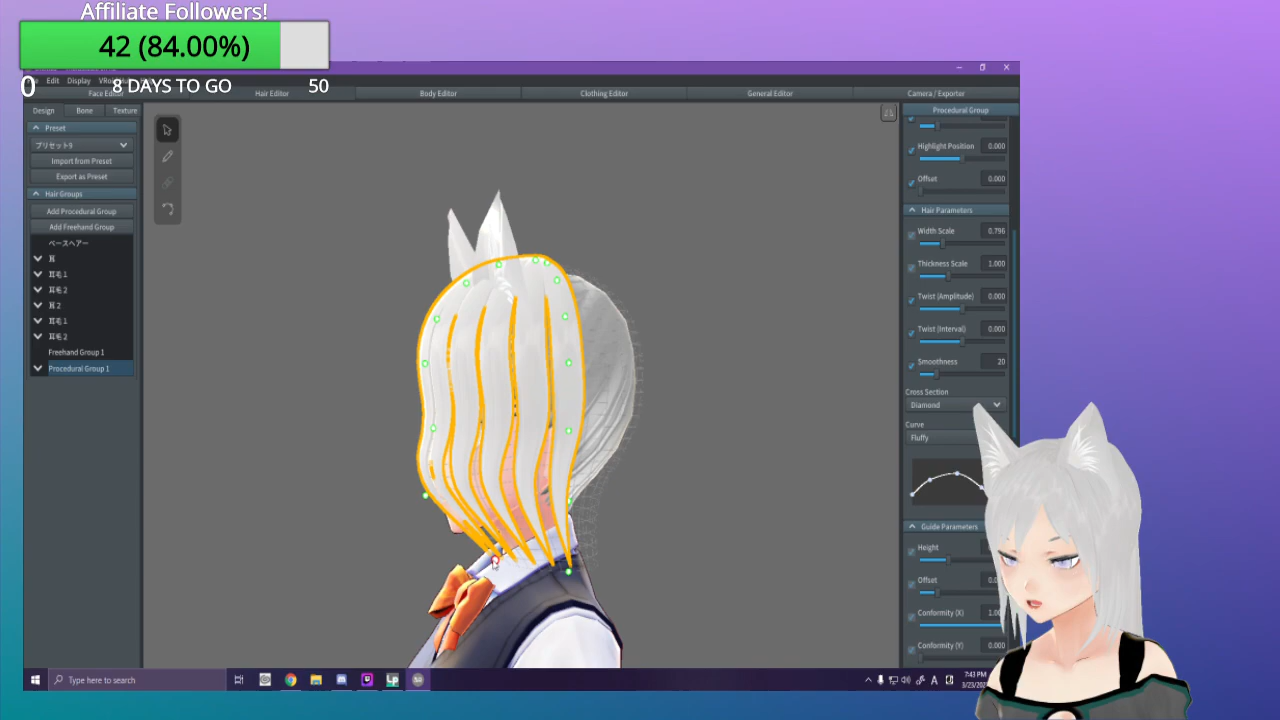 Affiliate Followers!
42 (84.00%)
0
8 DAYS TO GO
50
Edit
Display
Hair Editor
Body Editor
Clothing Editor
General Editor
Camera / Exporter
Design
Bone
Texture
Procedural Group
Preset
プリセット9
Import from Preset
Export as Preset
Hair Groups
Add Procedural Group
Add Freehand Group
ベースヘアー
耳
耳毛1
耳毛2
耳2
耳毛1
耳毛2
Freehand Group 1
Procedural Group 1
Highlight Position
0.000
Offset
0.000
Hair Parameters
Width Scale
0.796
Thickness Scale
1.000
Twist (Amplitude)
0.000
Twist (Interval)
0.000
Smoothness
20
Cross Section
Diamond
Curve
Fluffy
Guide Parameters
Height
Offset
Conformity (X)
Conformity (Y)
0.000
Type here to search
A
7:43 PM